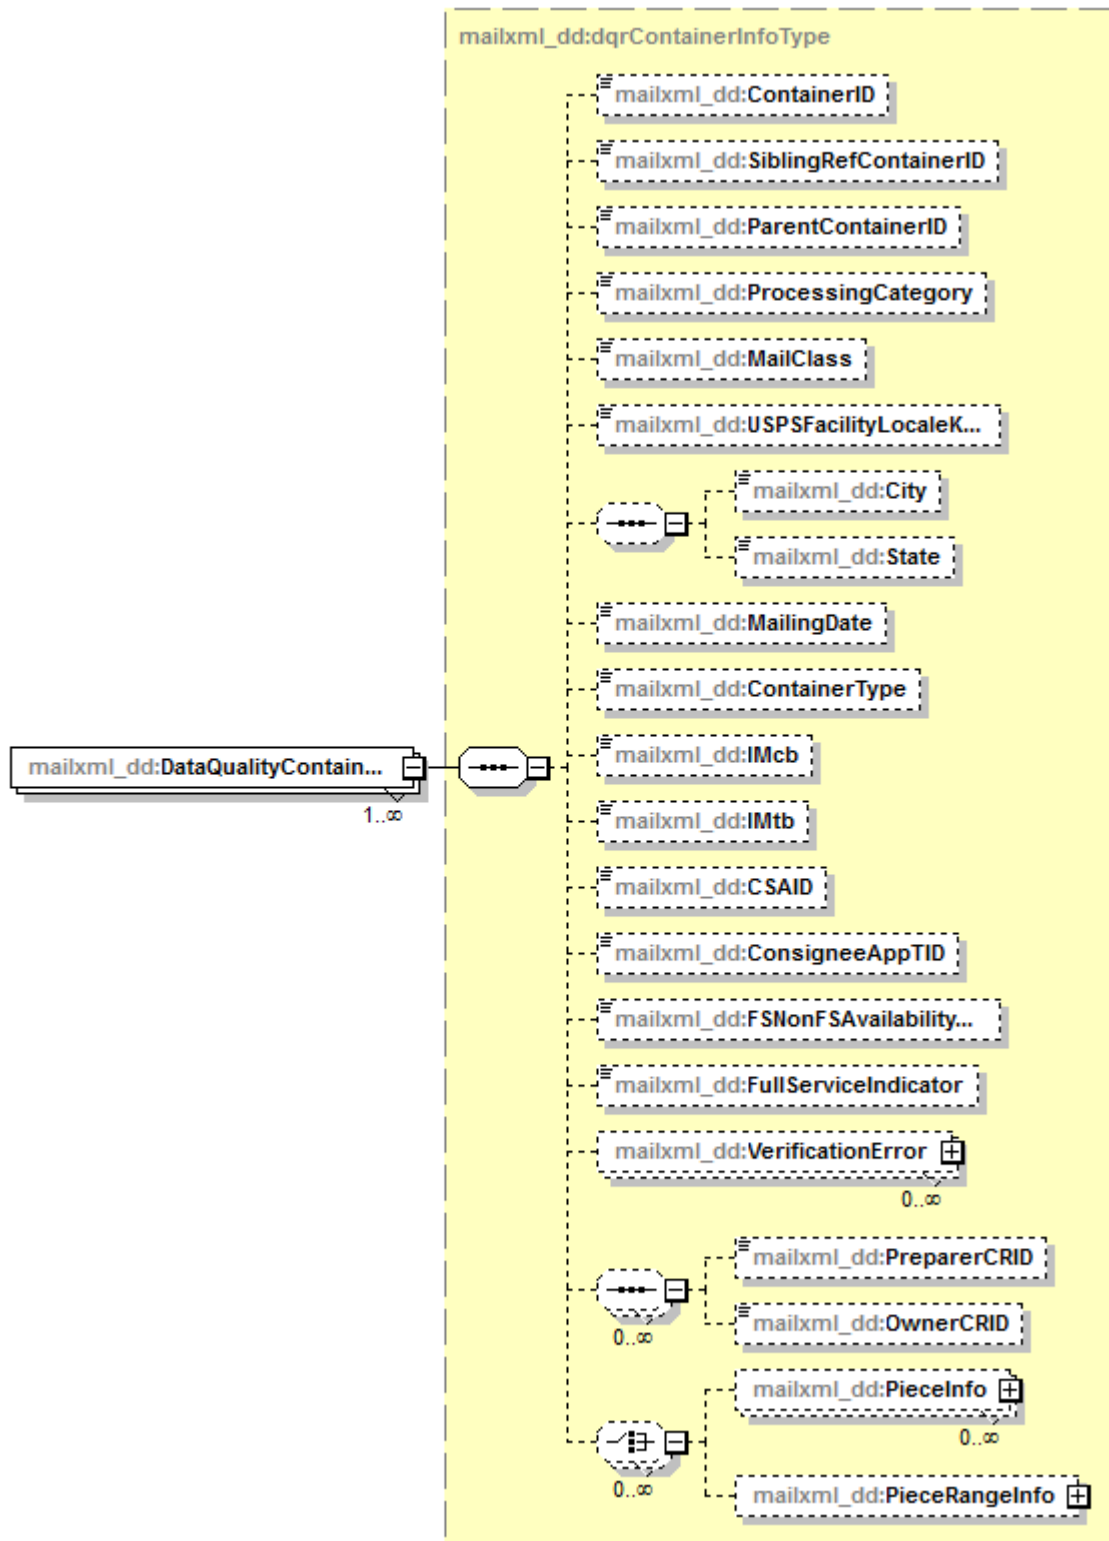 mailxml_dd:dqrContainerInfoType
mailxml_dd:ContainerID
mailxml_dd:SiblingRefContainerID
mailxml_dd:ParentContainerID
mailxml_dd:ProcessingCategory
mailxml_dd:MailClass
mailxml_dd:USPSFacilityLocaleK...
mailxml_dd:City
mailxml_dd:State
mailxml_dd:MailingDate
mailxml_dd:ContainerType
mailxml_dd:IMcb
mailxml_dd:DataQualityContain...
1..∞
mailxml_dd:IMtb
mailxml_dd:CSAID
mailxml_dd:ConsigneeAppTID
mailxml_dd:FSNonFSAvailability...
mailxml_dd:FullServiceIndicator
mailxml_dd:VerificationError
0..∞
mailxml_dd:PreparerCRID
mailxml_dd:OwnerCRID
0..∞
mailxml_dd:PieceInfo
0..∞
0..∞
mailxml_dd:PieceRangeInfo